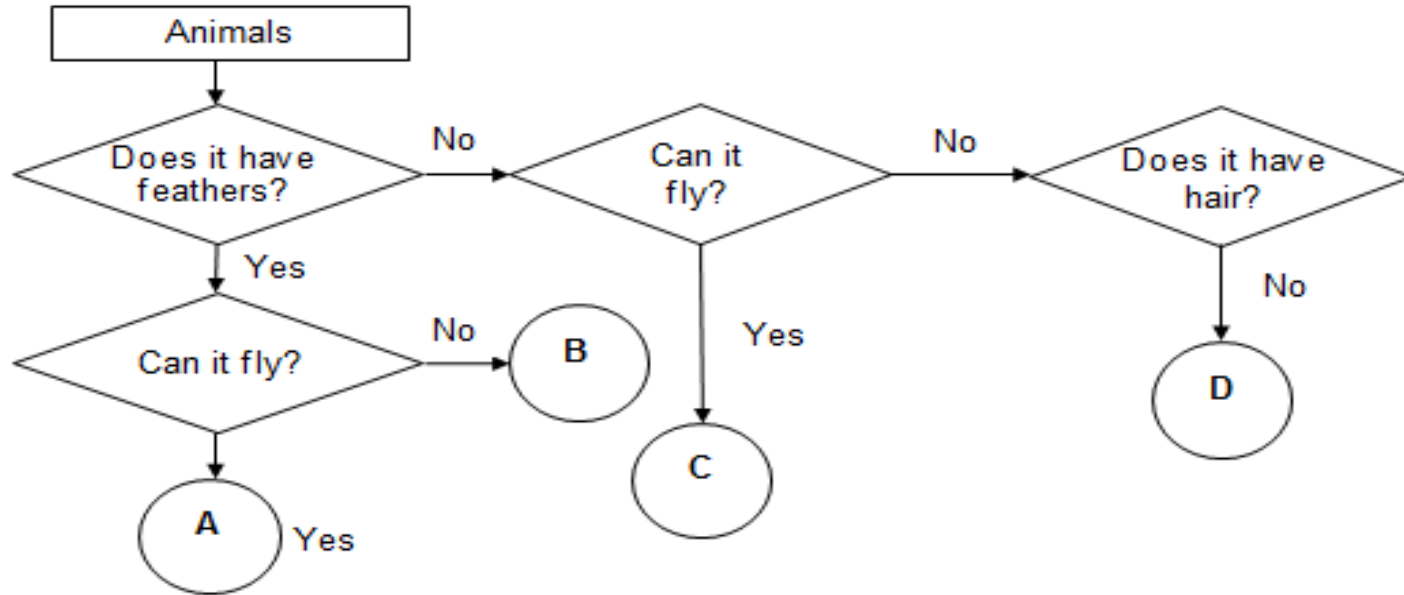 Animals
Does it have
feathers?
No
Can it
fly?
No
Does it have
hair?
Yes
No
Can it fly?
No
B
Yes
D
C
A
Yes